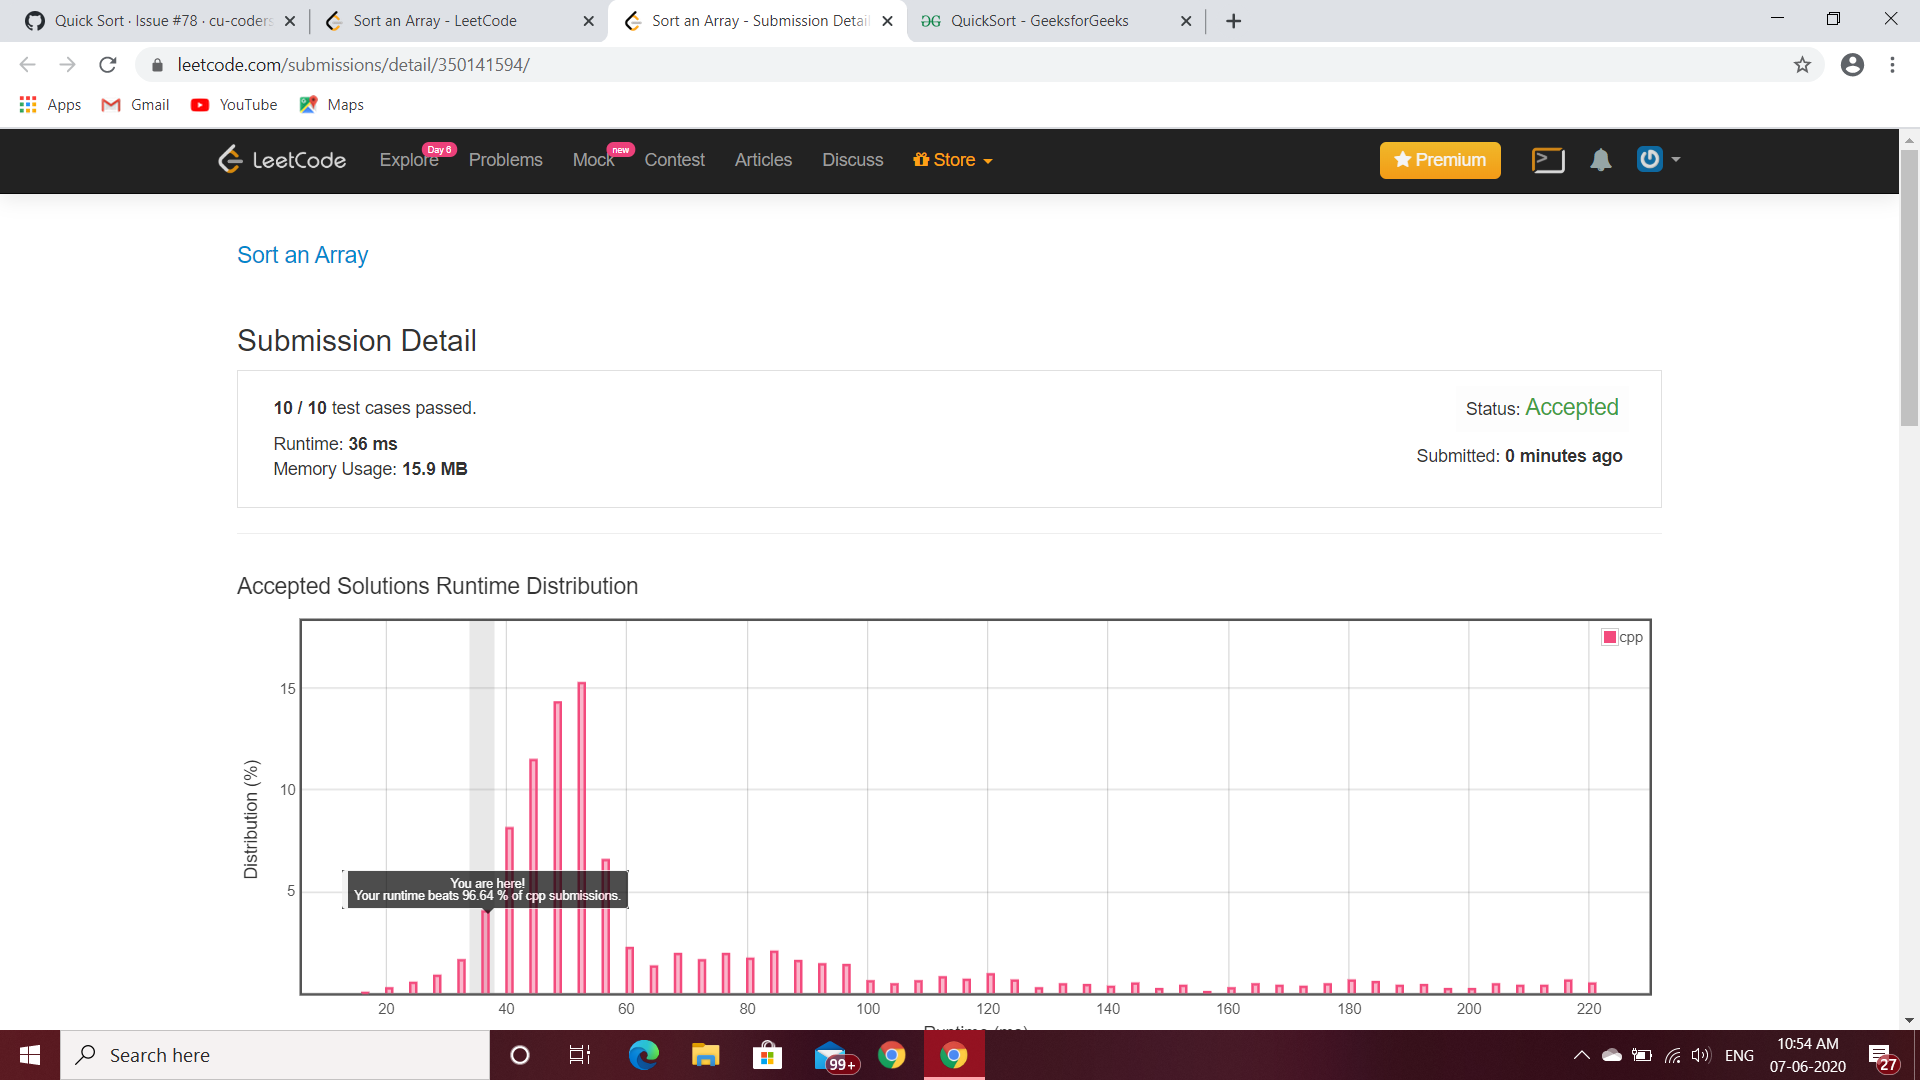 Quick Sort · Issue #78 · cu-coders
Sort an Array - LeetCode
Sort an Array - Submission Detail
QuickSort - GeeksforGeeks
leetcode.com/submissions/detail/350141594/
Apps
Gmail
YouTube
Maps
LeetCode
Explore
Day 6
Problems
Mock
new
Contest
Articles
Discuss
Store
Premium
Sort an Array
Submission Detail
10 / 10 test cases passed.
Status: Accepted
Runtime: 36 ms
Memory Usage: 15.9 MB
Submitted: 0 minutes ago
Accepted Solutions Runtime Distribution
cpp
15
10
5
Distribution (%)
You are here!
Your runtime beats 96.64 % of cpp submissions.
20 40 60 80 100 120 140 160 180 200 220
Runtime (ms)
Search here
99+
ENG
10:54 AM
07-06-2020
27